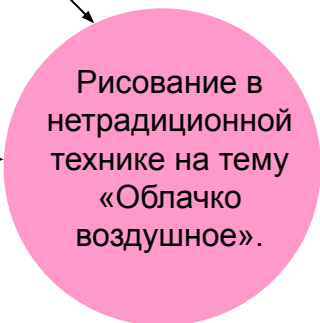 Рисование в
нетрадиционной
технике на тему
«Облачко
воздушное».